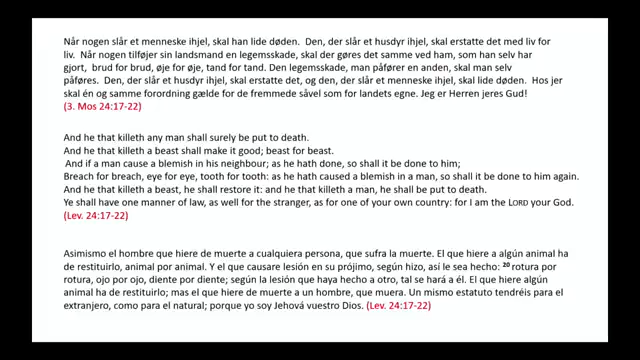 Når nogen slår et menneske ihjel, skal han lide døden.  Den, der slår et husdyr ihjel, skal erstatte det med liv for
liv.  Når nogen tilføjer sin landsmand en legemsskade, skal der gøres det samme ved ham, som han selv har
gjort,  brud for brud, øje for øje, tand for tand. Den legemsskade, man påfører en anden, skal man selv
påføres.  Den, der slår et husdyr ihjel, skal erstatte det, og den, der slår et menneske ihjel, skal lide døden.  Hos jer
skal én og samme forordning gælde for de fremmede såvel som for landets egne. Jeg er Herren jeres Gud!
(3. Mos 24:17-22)
And he that killeth any man shall surely be put to death.
And he that killeth a beast shall make it good; beast for beast.
And if a man cause a blemish in his neighbour; as he hath done, so shall it be done to him;
Breach for breach, eye for eye, tooth for tooth: as he hath caused a blemish in a man, so shall it be done to him again.
And he that killeth a beast, he shall restore it: and he that killeth a man, he shall be put to death.
Ye shall have one manner of law, as well for the stranger, as for one of your own country: for I am the LORD your God.
(Lev. 24:17-22)
Asimismo el hombre que hiere de muerte a cualquiera persona, que sufra la muerte. El que hiere a algún animal ha
de restituirlo, animal por animal. Y el que causare lesión en su prójimo, según hizo, así le sea hecho: 20 rotura por
rotura, ojo por ojo, diente por diente; según la lesión que haya hecho a otro, tal se hará a él. El que hiere algún
animal ha de restituirlo; mas el que hiere de muerte a un hombre, que muera. Un mismo estatuto tendréis para el
extranjero, como para el natural; porque yo soy Jehová vuestro Dios. (Lev. 24:17-22)